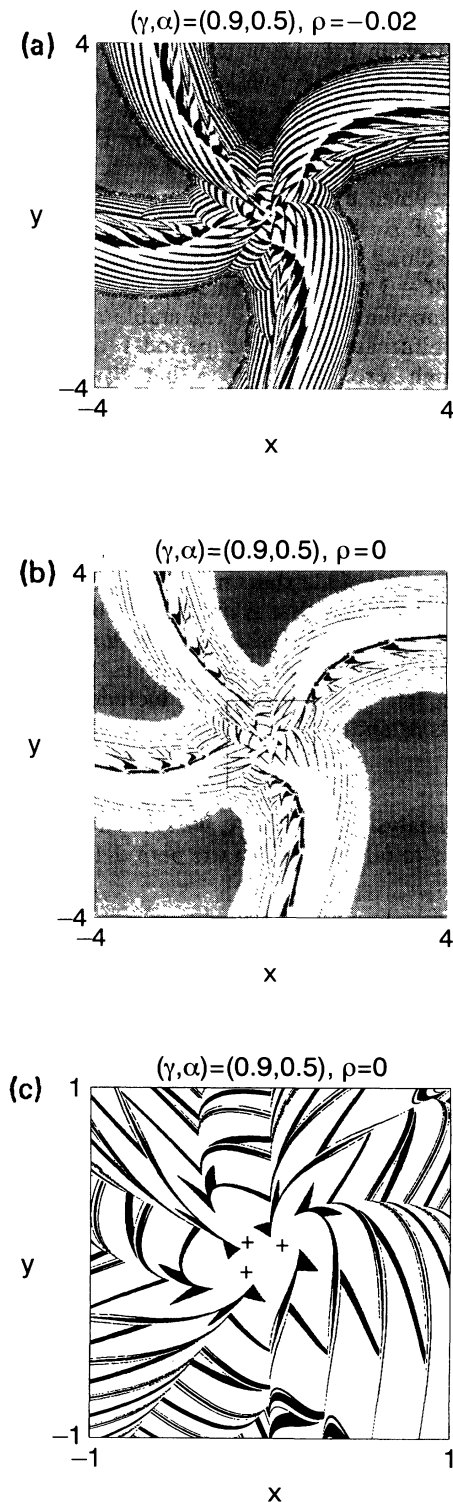 (a)
(γ,α)=(0.9,0.5), ρ=−0.02
4
y
−4
−4 4
x
(b)
(γ,α)=(0.9,0.5), ρ=0
4
y
−4
−4 4
x
(c)
(γ,α)=(0.9,0.5), ρ=0
1
y
−1
−1 1
x